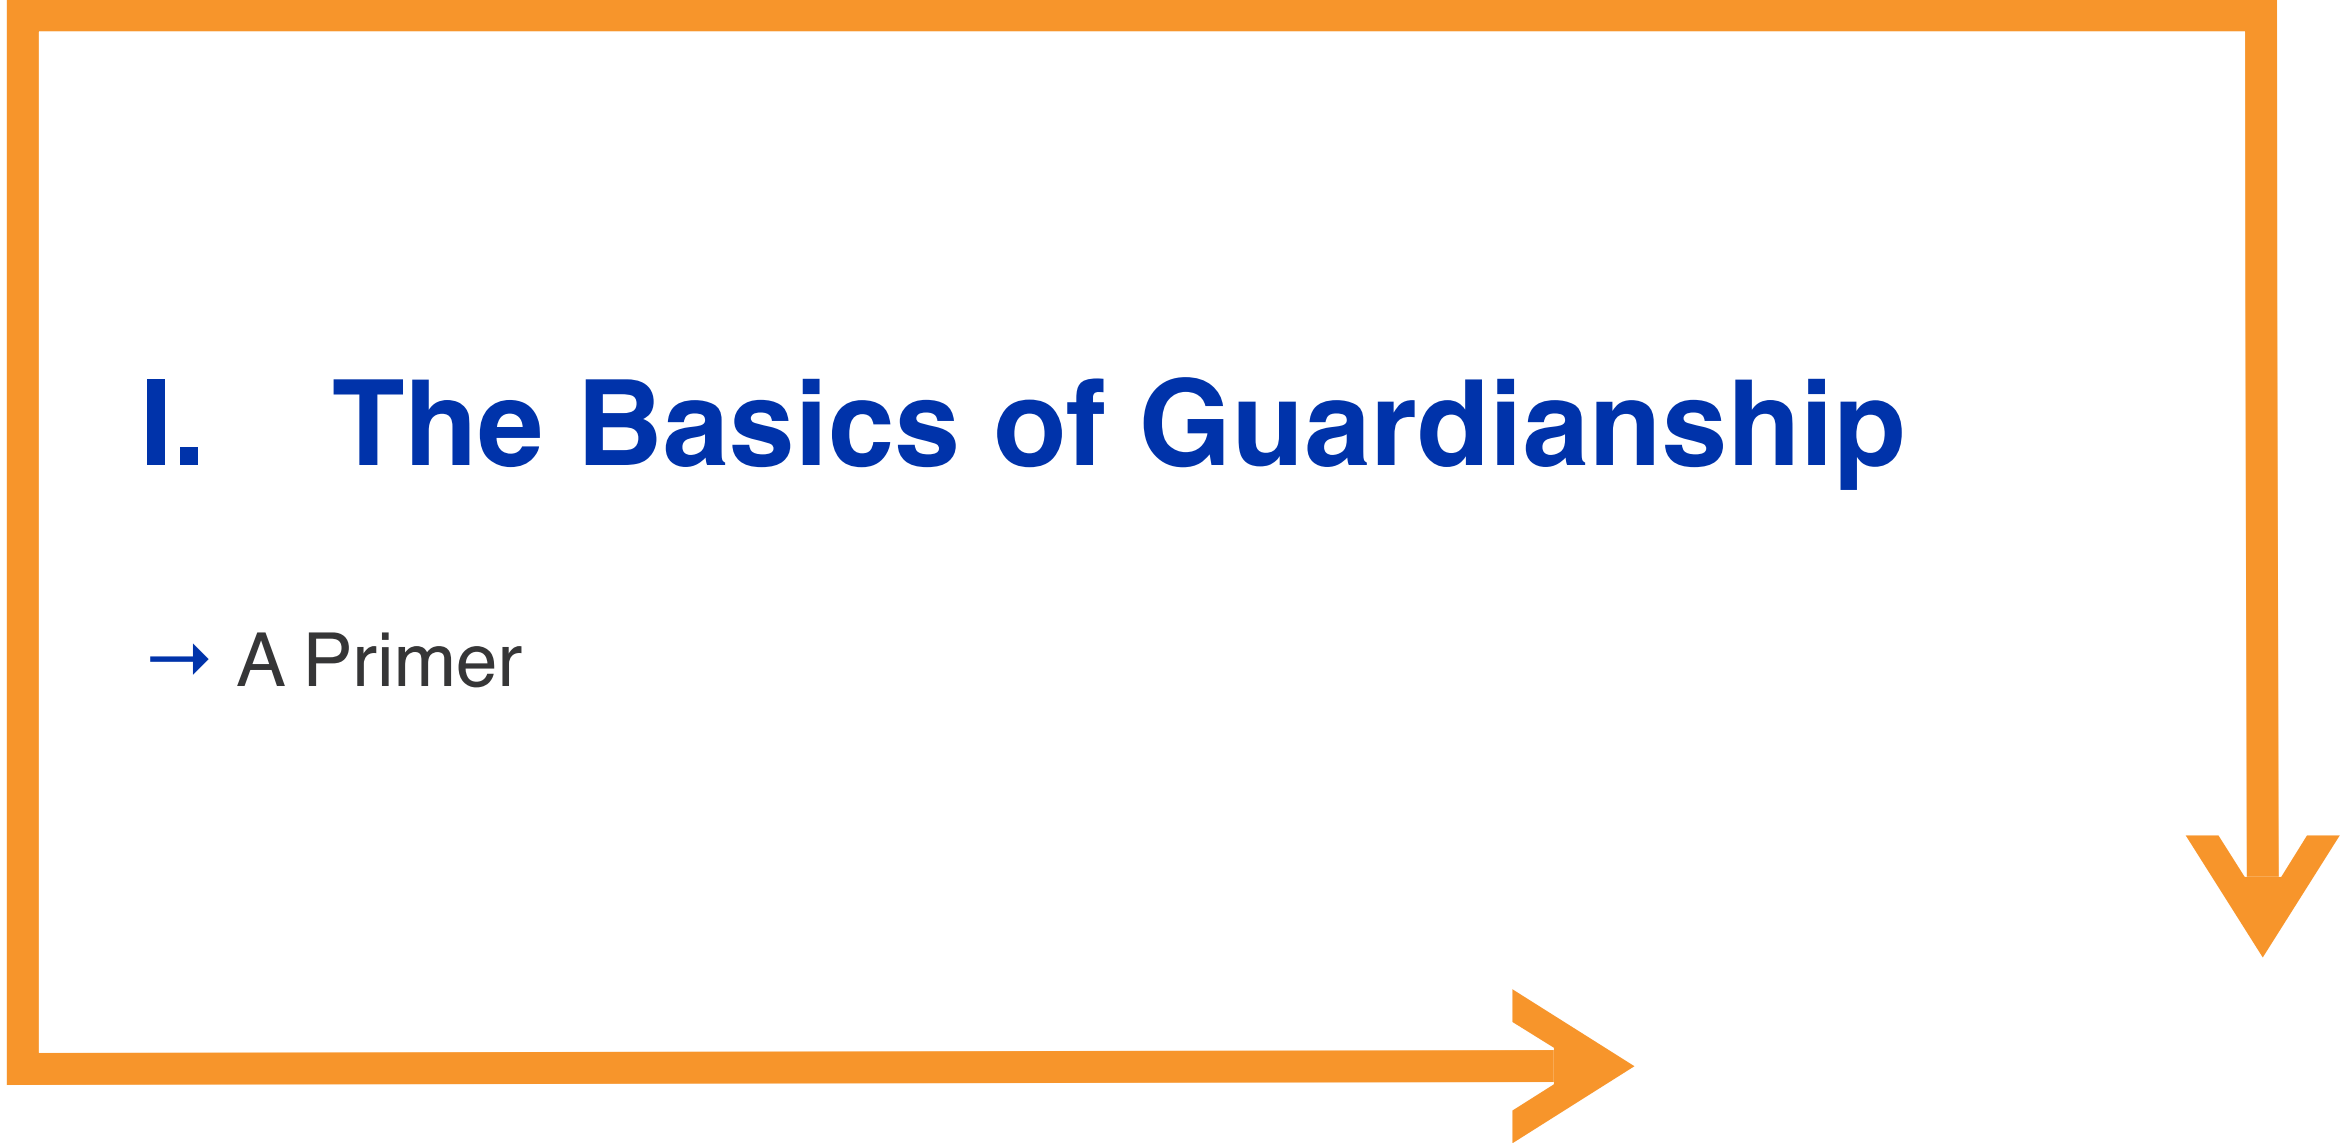 I. The Basics of Guardianship
→ A Primer